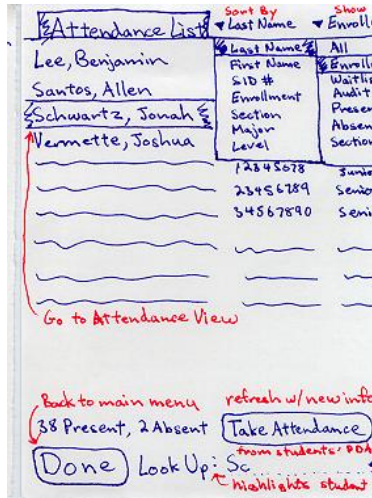 Sort By
Show
Attendance List
Last Name
Enroll
Lee, Benjamin
Last Name
All
First Name
Enroll
Santos, Allen
SID #
Waitlis
Enrollment
Audit
Schwartz, Jonah
Section
Presen
Major
Absen
Vermette, Joshua
Level
Section
12345678
Junio
23456789
Senio
34567890
Seni
Go to Attendance View
Back to main menu
refresh w/ new info
38 Present, 2 Absent
Take Attendance
from students' PDA
Done
Look Up: Sc
highlights student